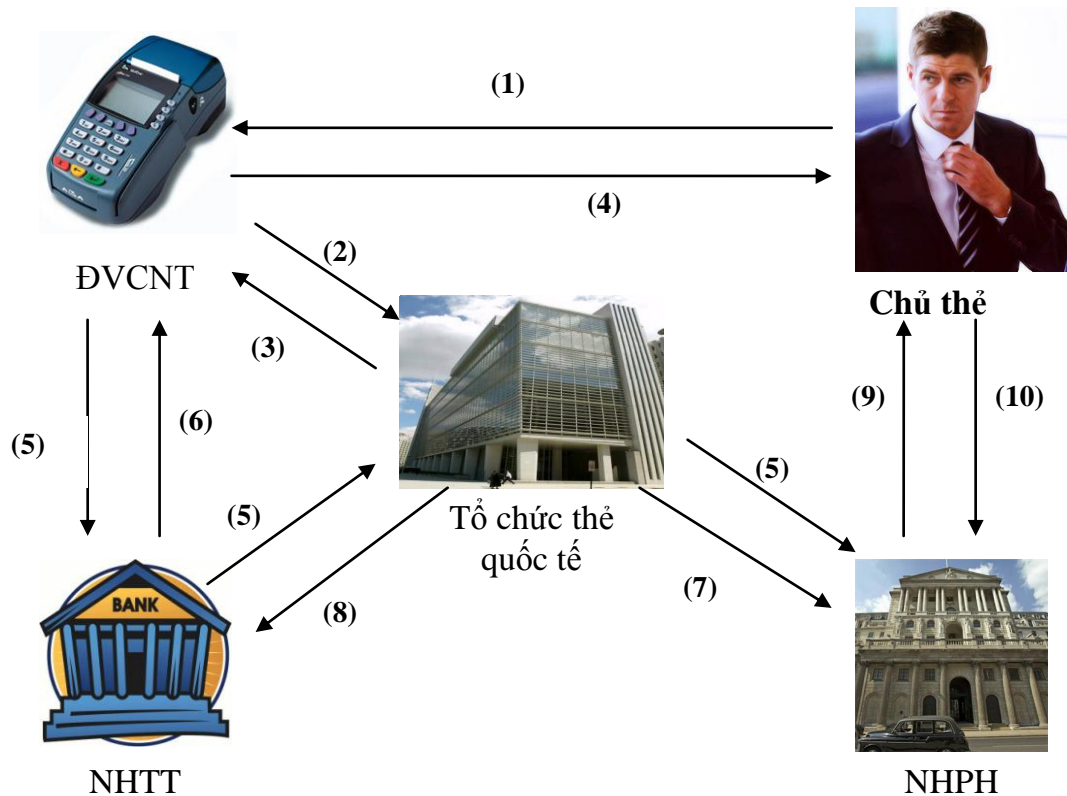 (1)
(4)
(2)
ĐVCNT
Chủ thẻ
(3)
(9)
(10)
(6)
(5)
(5)
(5)
Tổ chức thẻ
quốc tế
(7)
BANK
(8)
NHTT
NHPH